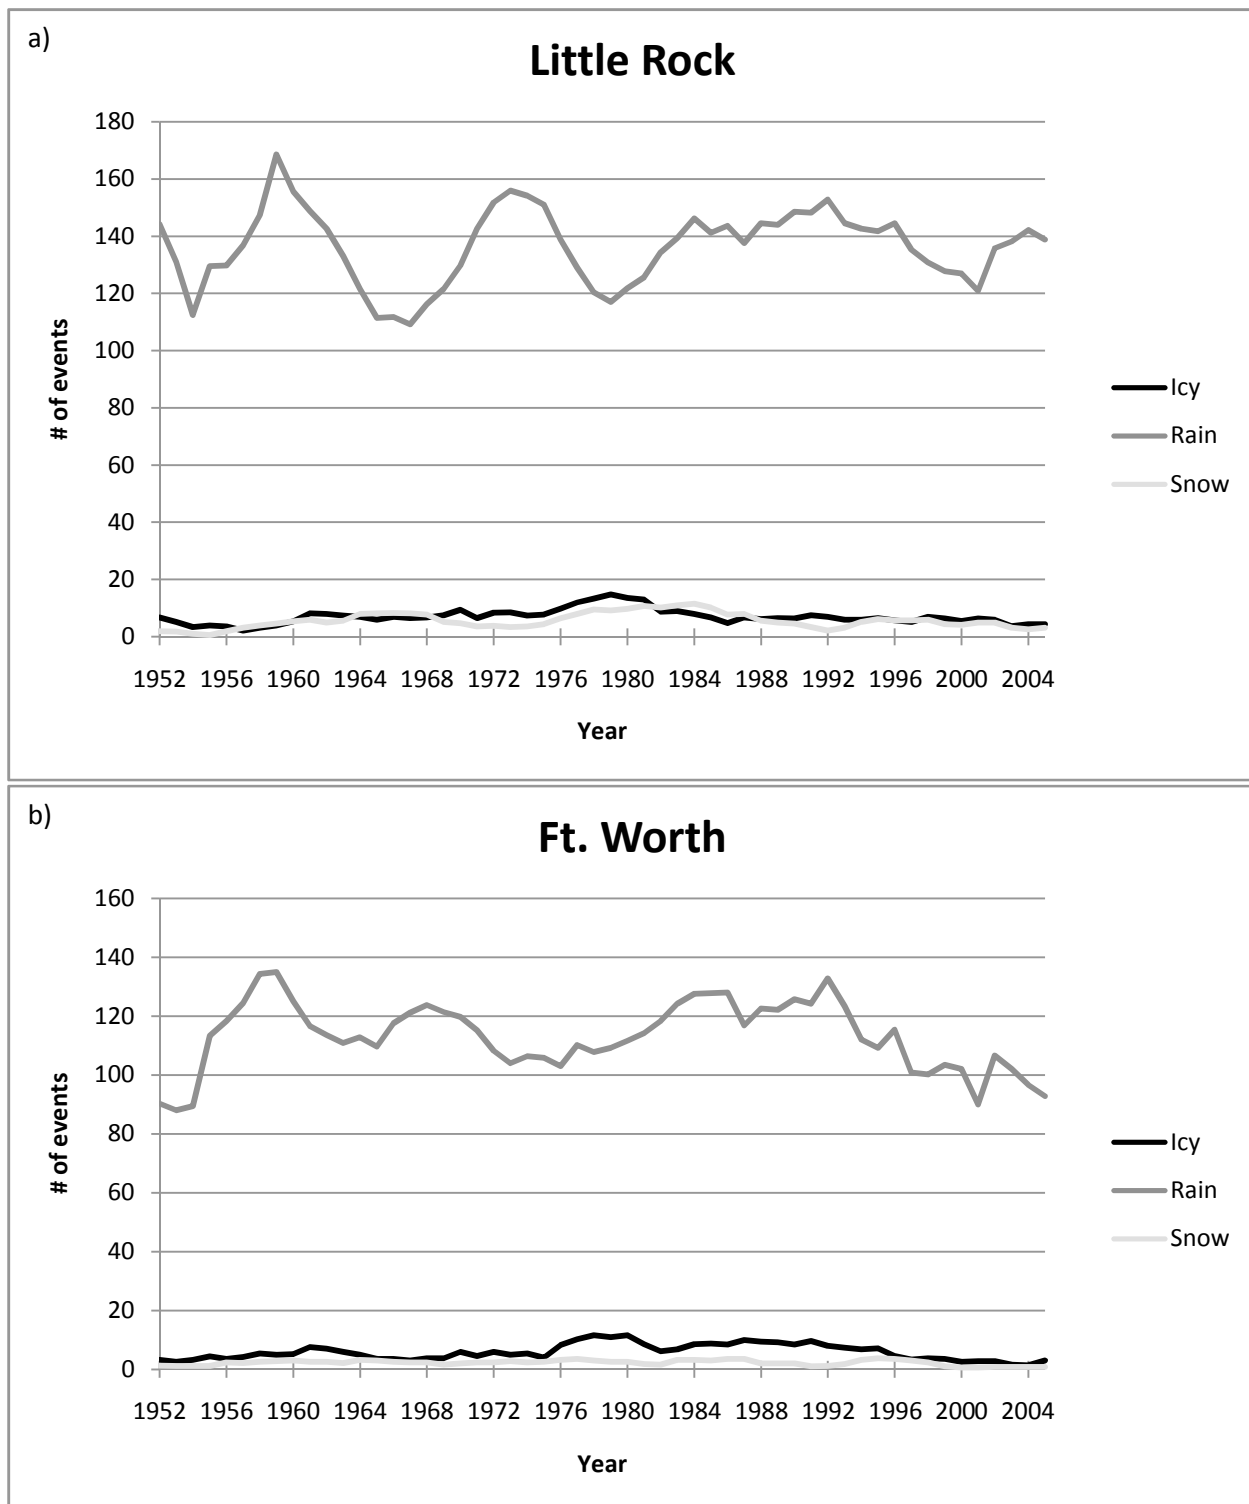 a)
Little Rock
180
160
140
120
100
80
60
40
20
0
# of events
1952 1956 1960 1964 1968 1972 1976 1980 1984 1988 1992 1996 2000 2004
Year
Icy
Rain
Snow
b)
Ft. Worth
160
140
120
100
80
60
40
20
0
# of events
1952 1956 1960 1964 1968 1972 1976 1980 1984 1988 1992 1996 2000 2004
Year
Icy
Rain
Snow